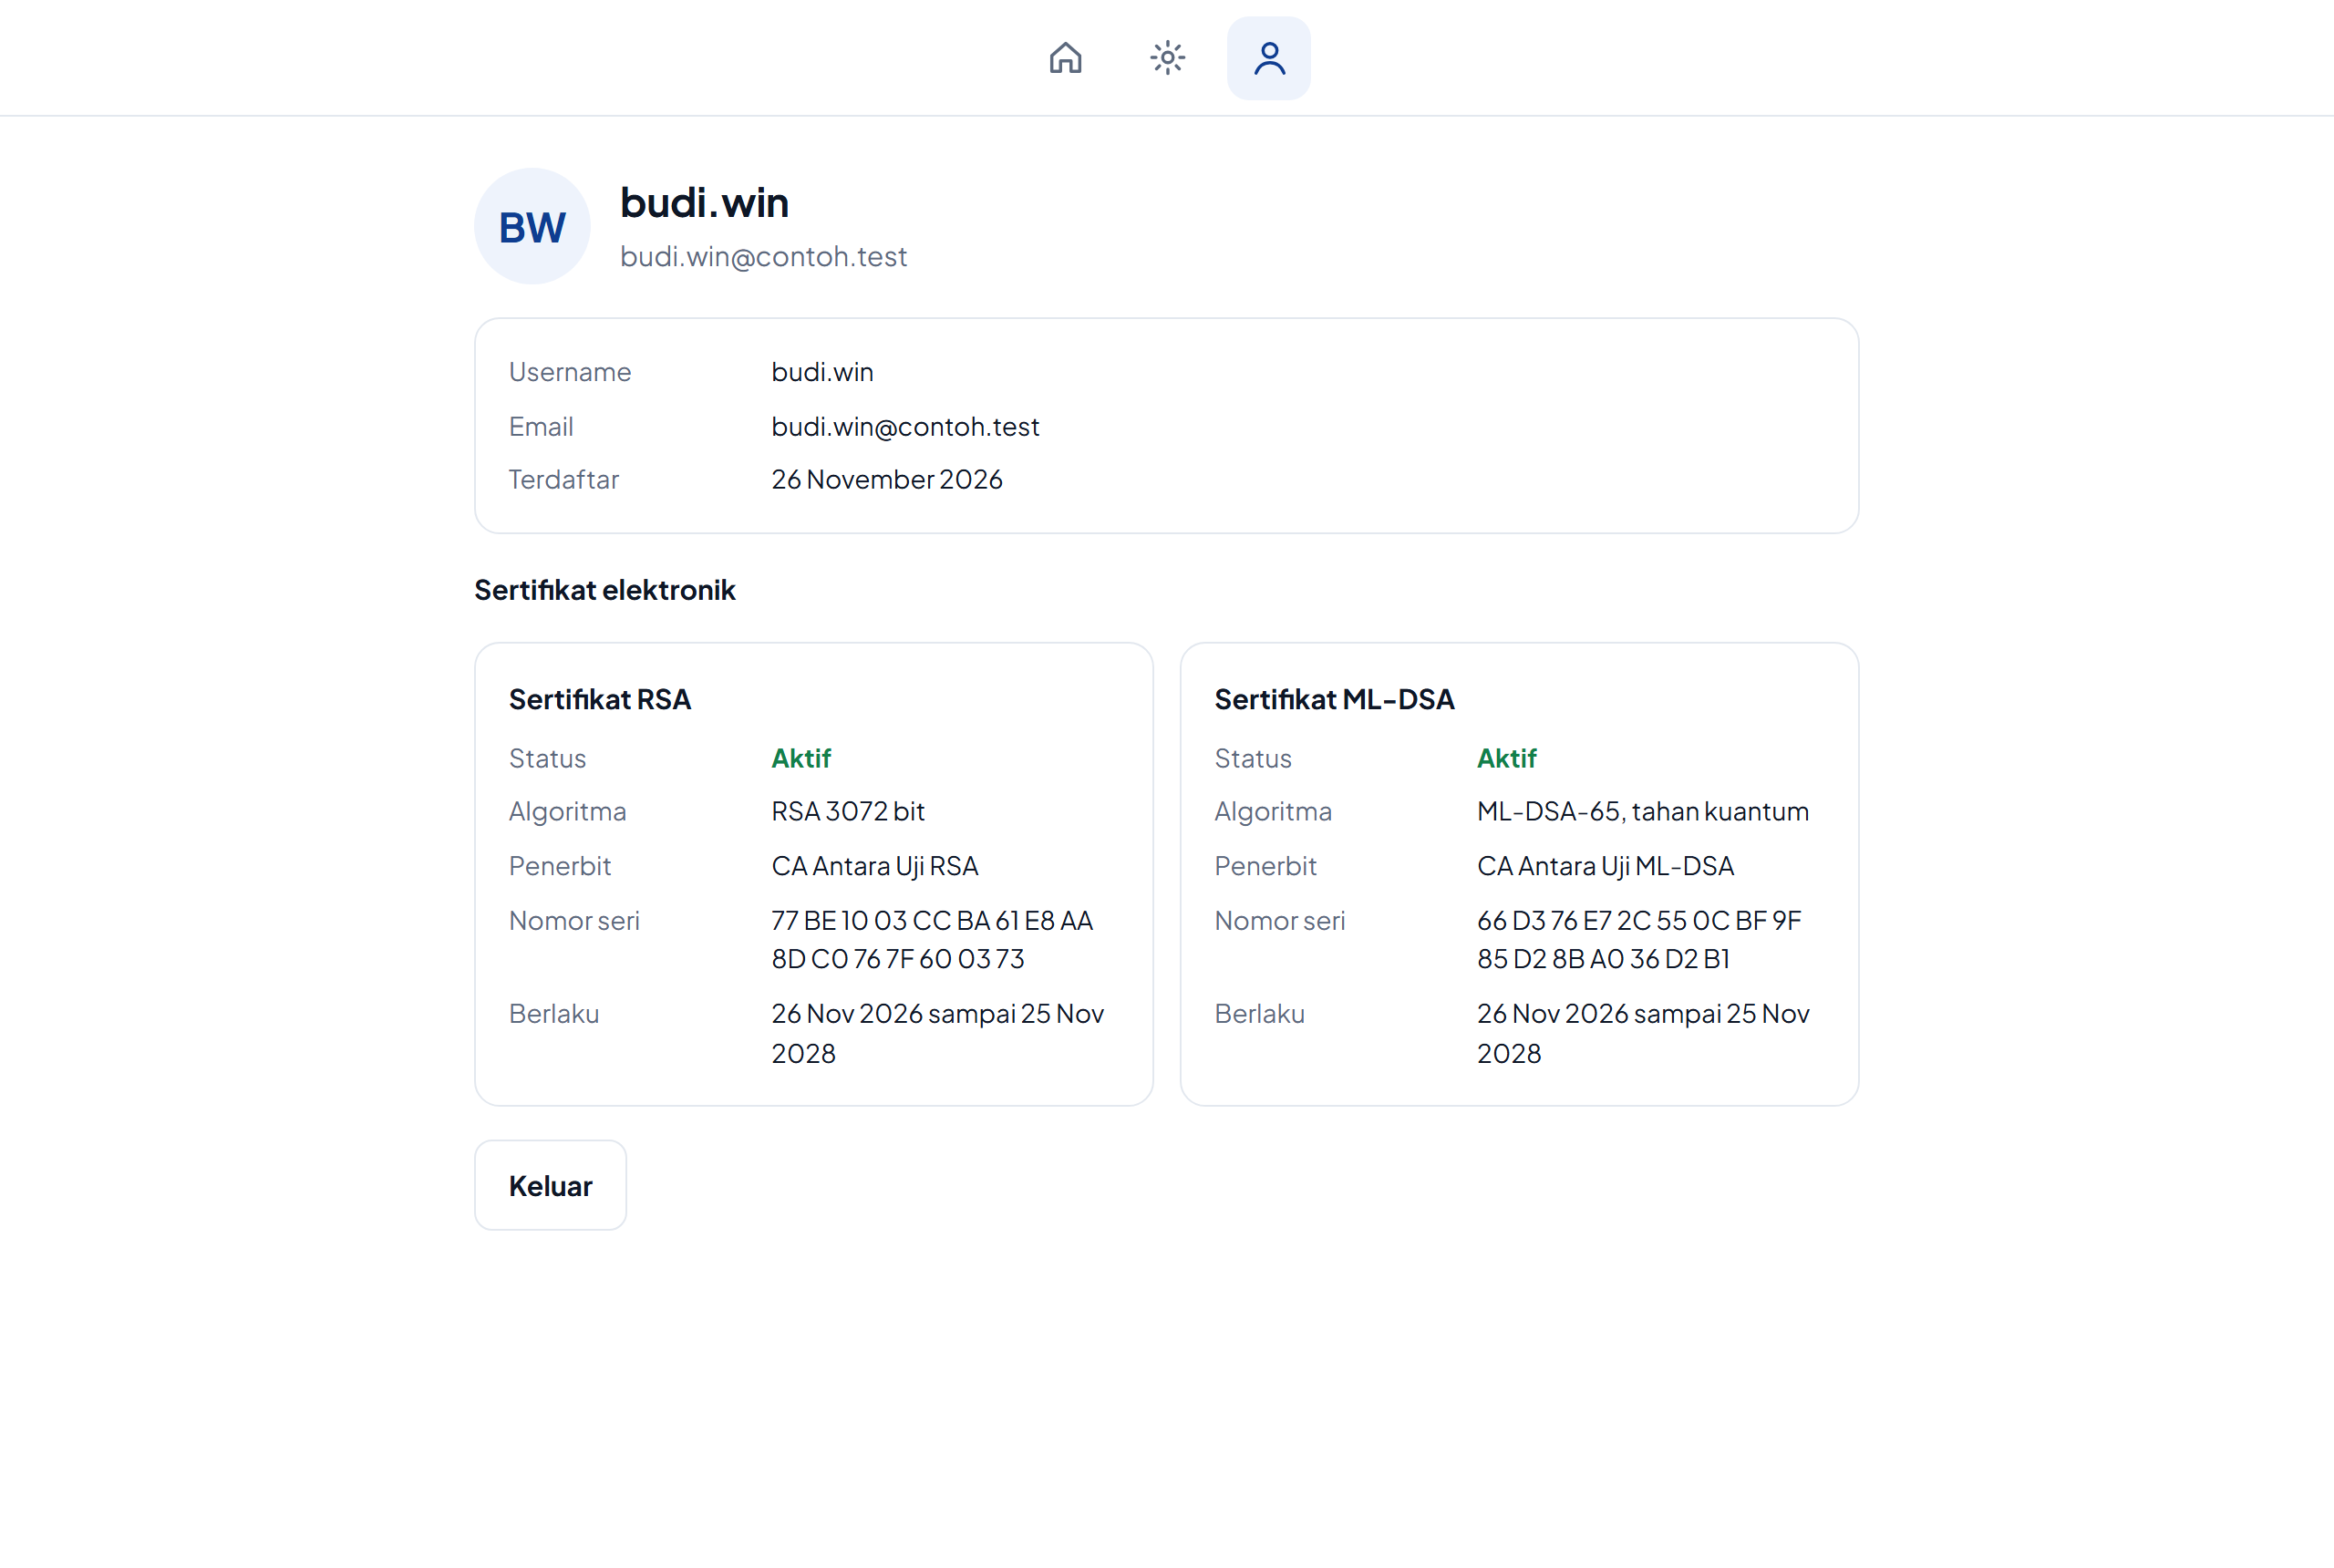 BW
budi.win
budi.win@contoh.test
Username budi.win
Email budi.win@contoh.test
Terdaftar 26 November 2026
Sertifikat elektronik
Sertifikat RSA
Status Aktif
Algoritma RSA 3072 bit
Penerbit CA Antara Uji RSA
Nomor seri 77 BE 10 03 CC BA 61 E8 AA
8D C0 76 7F 60 03 73
Berlaku 26 Nov 2026 sampai 25 Nov
2028
Sertifikat ML-DSA
Status Aktif
Algoritma ML-DSA-65, tahan kuantum
Penerbit CA Antara Uji ML-DSA
Nomor seri 66 D3 76 E7 2C 55 0C BF 9F
85 D2 8B A0 36 D2 B1
Berlaku 26 Nov 2026 sampai 25 Nov
2028
Keluar